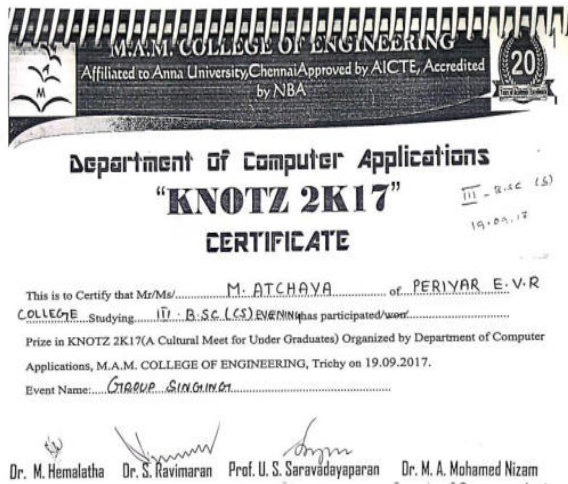 M.A.M. COLLEGE OF ENGINEERING
Affiliated to Anna University,Chennai Approved by AICTE, Accredited
by NBA
20
M
Department Of Computer Applications
"KNOTZ 2K17"
III - B.SC (CS)
19.09.17
CERTIFICATE
This is to Certify that Mr/Ms/ M. ATCHAYA of PERIYAR E.V.R
COLLEGE Studying III. B.SC (CS) EVENING has participated/won
Prize in KNOTZ 2K17(A Cultural Meet for Under Graduates) Organized by Department of Computer
Applications, M.A.M. COLLEGE OF ENGINEERING, Trichy on 19.09.2017.
Event Name: GROUP SINGING
Dr. M. Hemalatha Dr. S. Ravimaran Prof. U. S. Saravadayaparan Dr. M. A. Mohamed Nizam